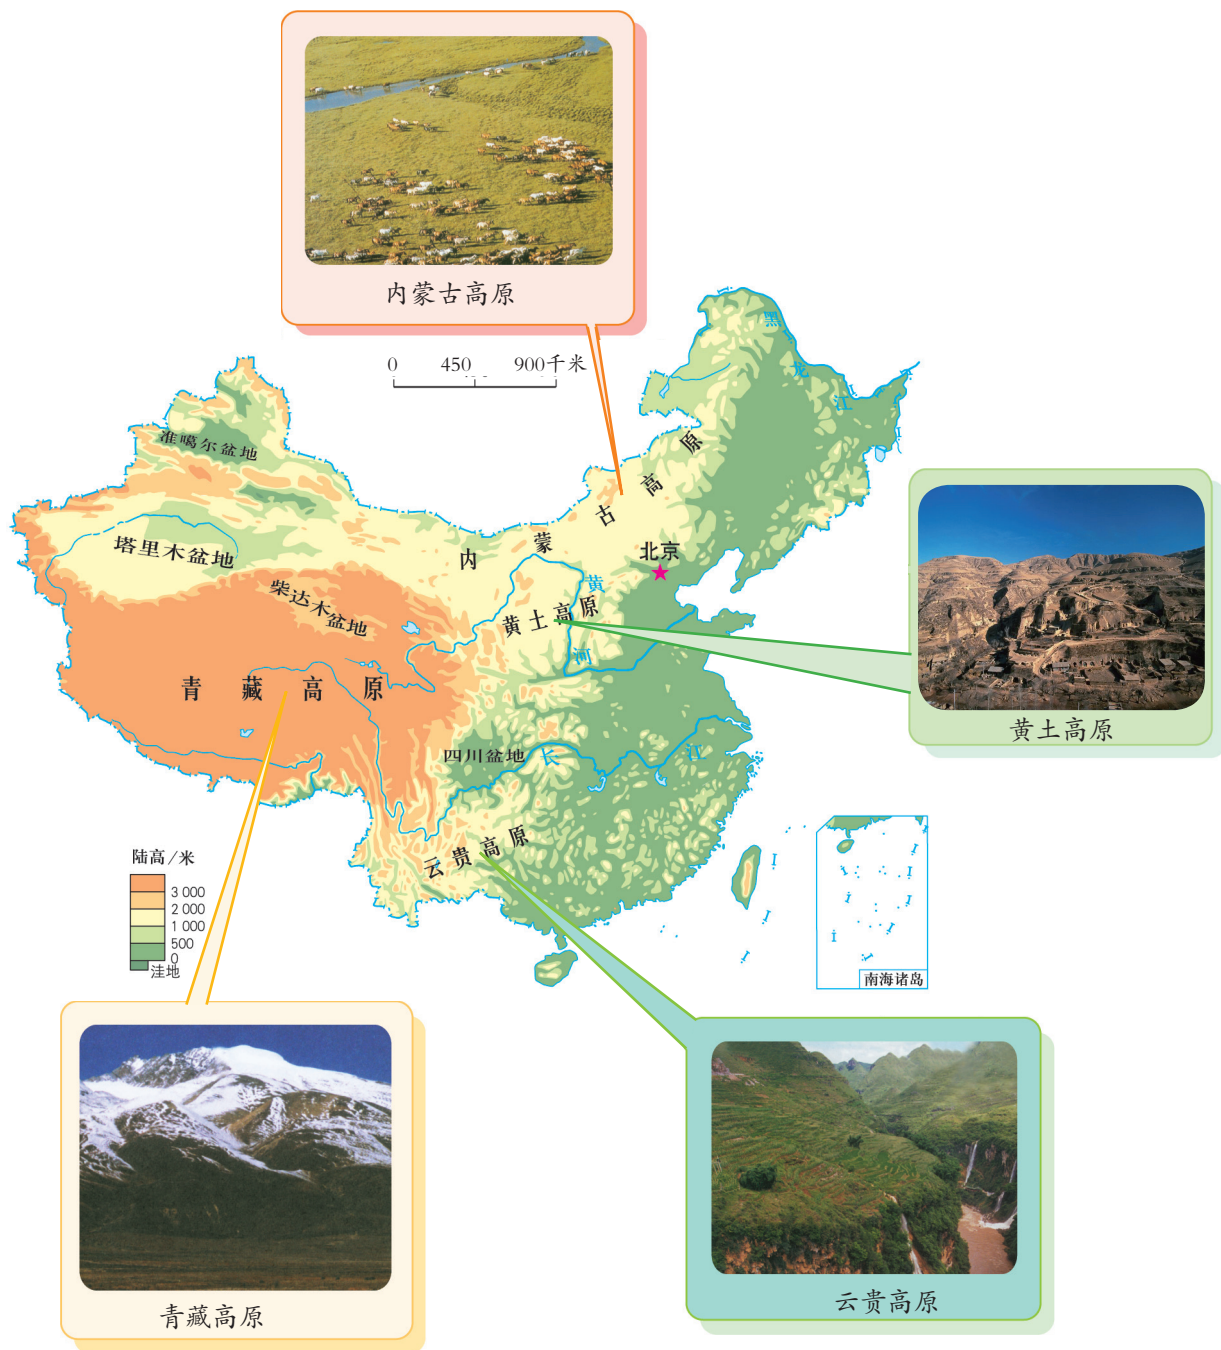 内蒙古高原
0 450 900千米
黑龙江
准噶尔盆地
内蒙古高原
塔里木盆地
北京
柴达木盆地
黄河
黄土高原
青藏高原
黄土高原
四川盆地
长江
云贵高原
陆高/米
3 000
2 000
1 000
500
0
洼地
南海诸岛
青藏高原
云贵高原